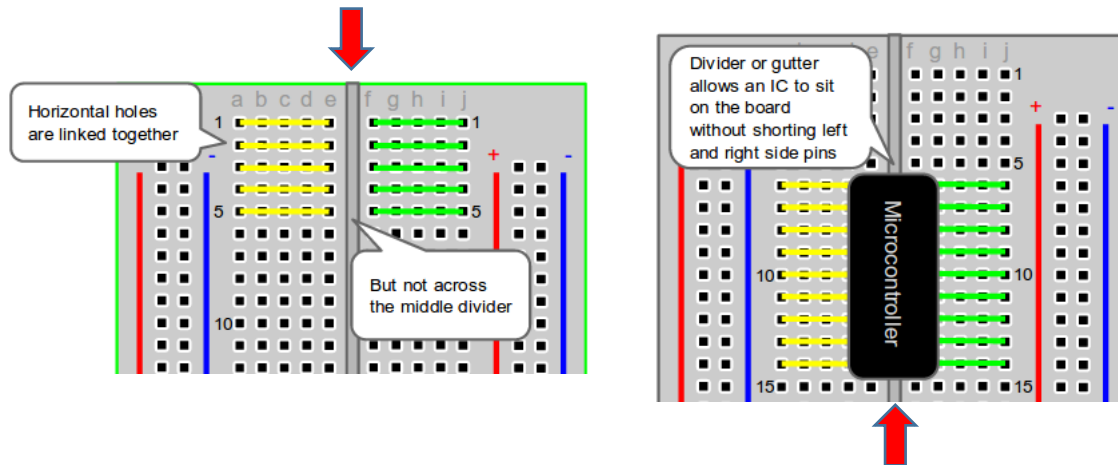 Horizontal holes
are linked together
a b c d e f g h i j
1 1
- + -
5 5
But not across
the middle divider
10
Divider or gutter
allows an IC to sit
on the board
without shorting left
and right side pins
e f g h i j
1
+ -
5
Microcontroller
10 10
15 15